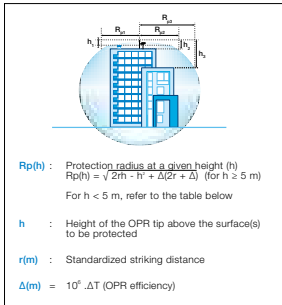 Rp2
Rp1 Rp2
h1 h2
h3
Rp(h) : Protection radius at a given height (h)
Rp(h) = √ 2rh - h² + Δ(2r + Δ) (for h ≥ 5 m)
For h < 5 m, refer to the table below
h : Height of the OPR tip above the surface(s)
to be protected
r(m) : Standardized striking distance
Δ(m) = 10⁶ .ΔT (OPR efficiency)